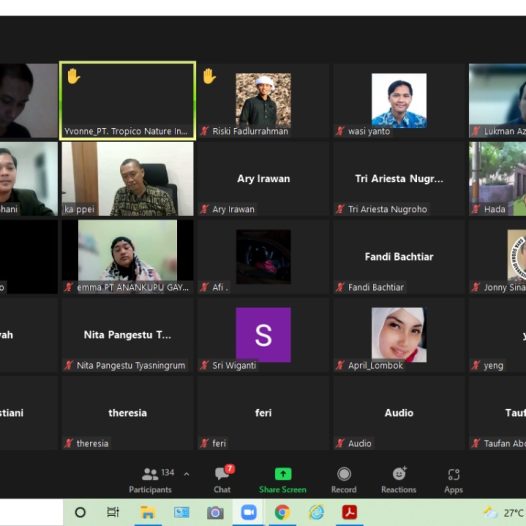 Yvonne_PT. Tropico Nature In...
Riski Fadlurrahman
wasi yanto
Lukman Az
hani
ka ppei
Ary Irawan
Ary Irawan
Tri Ariesta Nugr...
Tri Ariesta Nugroho
Hada
o
emma PT ANANKUPU GAY...
Afi .
Fandi Bachtiar
Fandi Bachtiar
Jonny Sina
yah
Nita Pangestu T...
Nita Pangestu Tyasningrum
S
Sri Wiganti
April_Lombok
y
yeng
stiani
theresia
theresia
feri
feri
Audio
Audio
Tauf
Taufan Abd
134
Participants
7
Chat
Share Screen
Record
Reactions
Apps
27°C